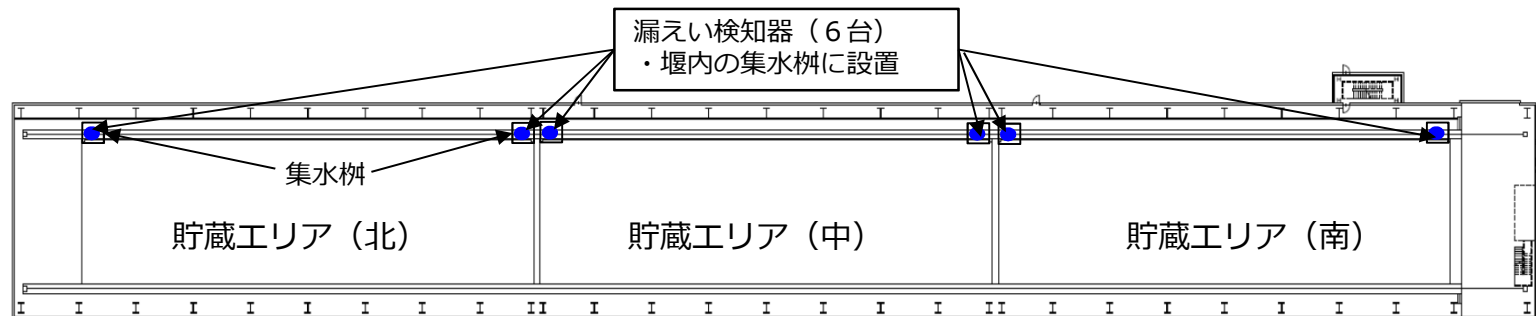 漏えい検知器（６台）
・堰内の集水桝に設置
集水桝
貯蔵エリア（北）
貯蔵エリア（中）
貯蔵エリア（南）